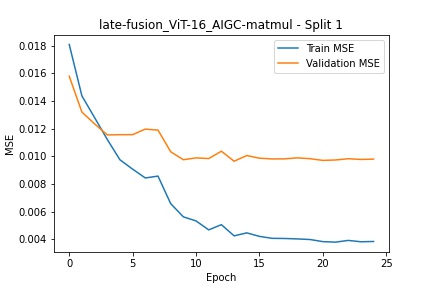 late-fusion_ViT-16_AIGC-matmul - Split 1
Train MSE
Validation MSE
MSE
0.018
0.016
0.014
0.012
0.010
0.008
0.006
0.004
0 5 10 15 20 25
Epoch